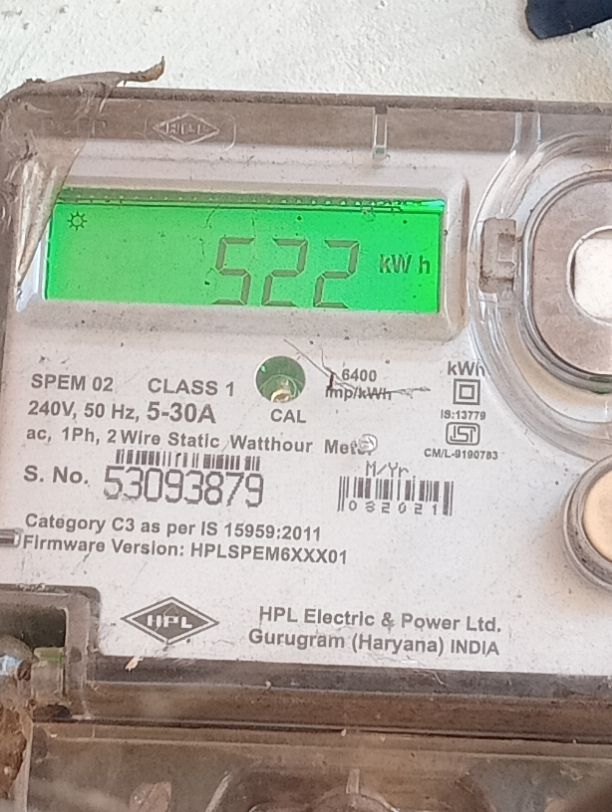 HPL
522 kWh
SPEM 02 CLASS 1
6400
imp/kWh
kWh
240V, 50 Hz, 5-30A
CAL
IS:13779
ISI
ac, 1Ph, 2 Wire Static Watthour Meter
CM/L-9190783
M/Yr
S. No. 53093879
032021
Category C3 as per IS 15959:2011
Firmware Version: HPLSPEM6XXX01
HPL
HPL Electric & Power Ltd.
Gurugram (Haryana) INDIA